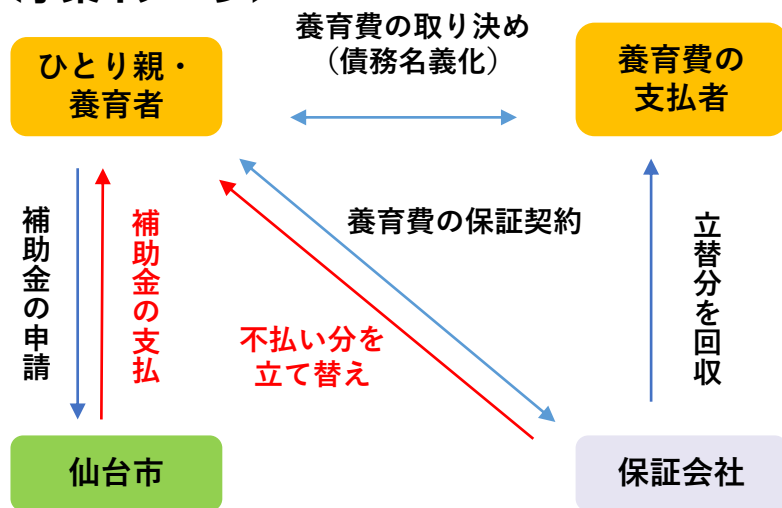 養育費の取り決め
（債務名義化）
ひとり親・
養育者
養育費の
支払者
補助金の申請
補助金の支払
養育費の保証契約
不払い分を
立て替え
立替分を回収
仙台市
保証会社